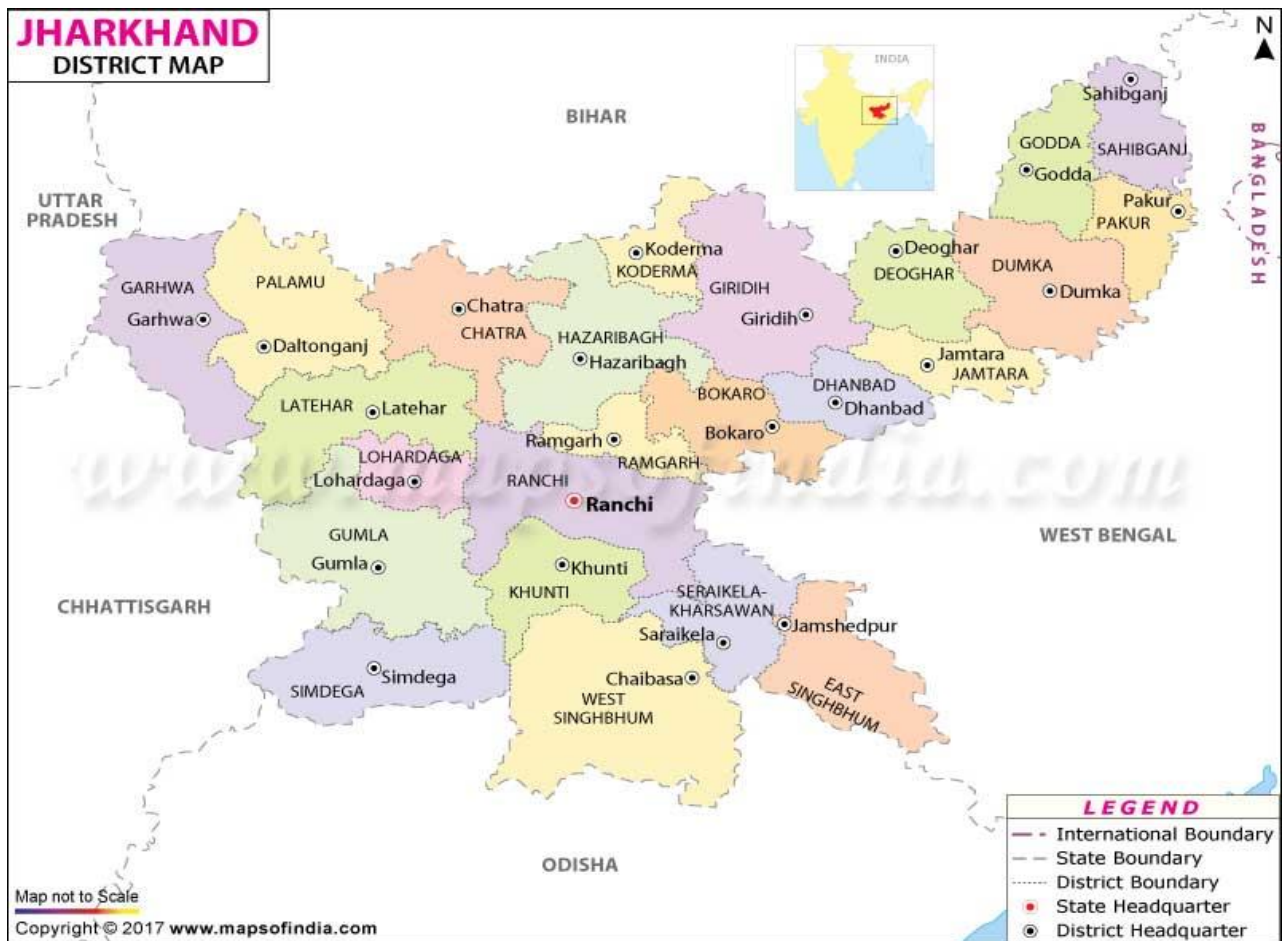 JHARKHAND
DISTRICT MAP
N
INDIA
BIHAR
UTTAR
PRADESH
BANGLADESH
Sahibganj
SAHIBGANJ
GODDA
Godda
Pakur
PAKUR
Koderma
KODERMA
Deoghar
DEOGHAR
DUMKA
Dumka
GARHWA
Garhwa
PALAMU
Daltonganj
Chatra
CHATRA
GIRIDIH
Giridih
HAZARIBAGH
Hazaribagh
Jamtara
JAMTARA
DHANBAD
Dhanbad
BOKARO
Bokaro
LATEHAR
Latehar
Ramgarh
RAMGARH
LOHARDAGA
Lohardaga
RANCHI
Ranchi
www.mapsofindia.com
WEST BENGAL
GUMLA
Gumla
KHUNTI
Khunti
CHHATTISGARH
SERAIKELA-
KHARSAWAN
Saraikela
Jamshedpur
SIMDEGA
Simdega
Chaibasa
WEST
SINGHBHUM
EAST
SINGHBHUM
ODISHA
LEGEND
International Boundary
State Boundary
District Boundary
State Headquarter
District Headquarter
Map not to Scale
Copyright © 2017 www.mapsofindia.com